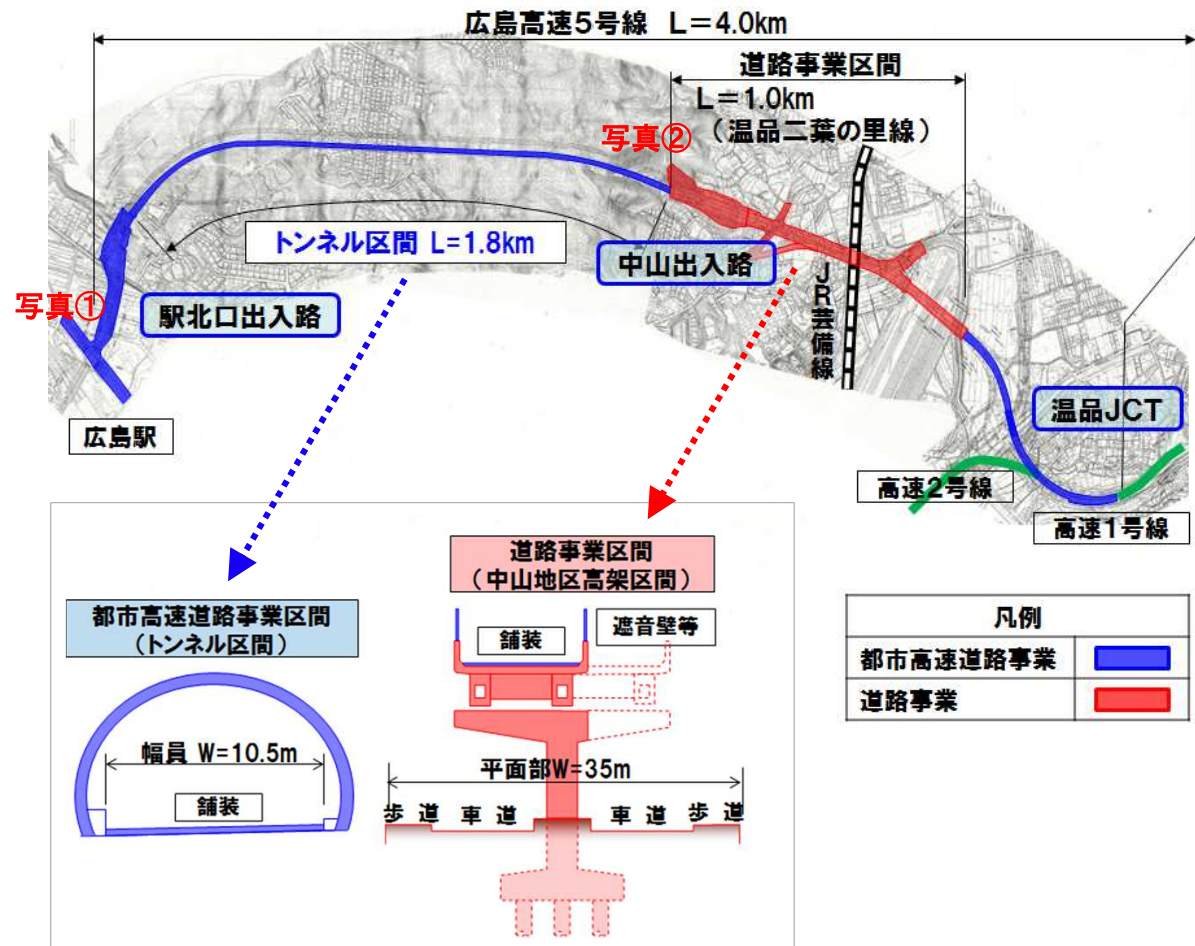 広島高速5号線 L=4.0km
道路事業区間
L=1.0km
(温品二葉の里線)
写真②
トンネル区間 L=1.8km
中山出入路
写真①
駅北口出入路
JR芸備線
広島駅
温品JCT
高速2号線
高速1号線
都市高速道路事業区間
(トンネル区間)
幅員 W=10.5m
舗装
道路事業区間
(中山地区高架区間)
舗装
遮音壁等
平面部W=35m
歩道 車道 車道 歩道
凡例
都市高速道路事業
道路事業